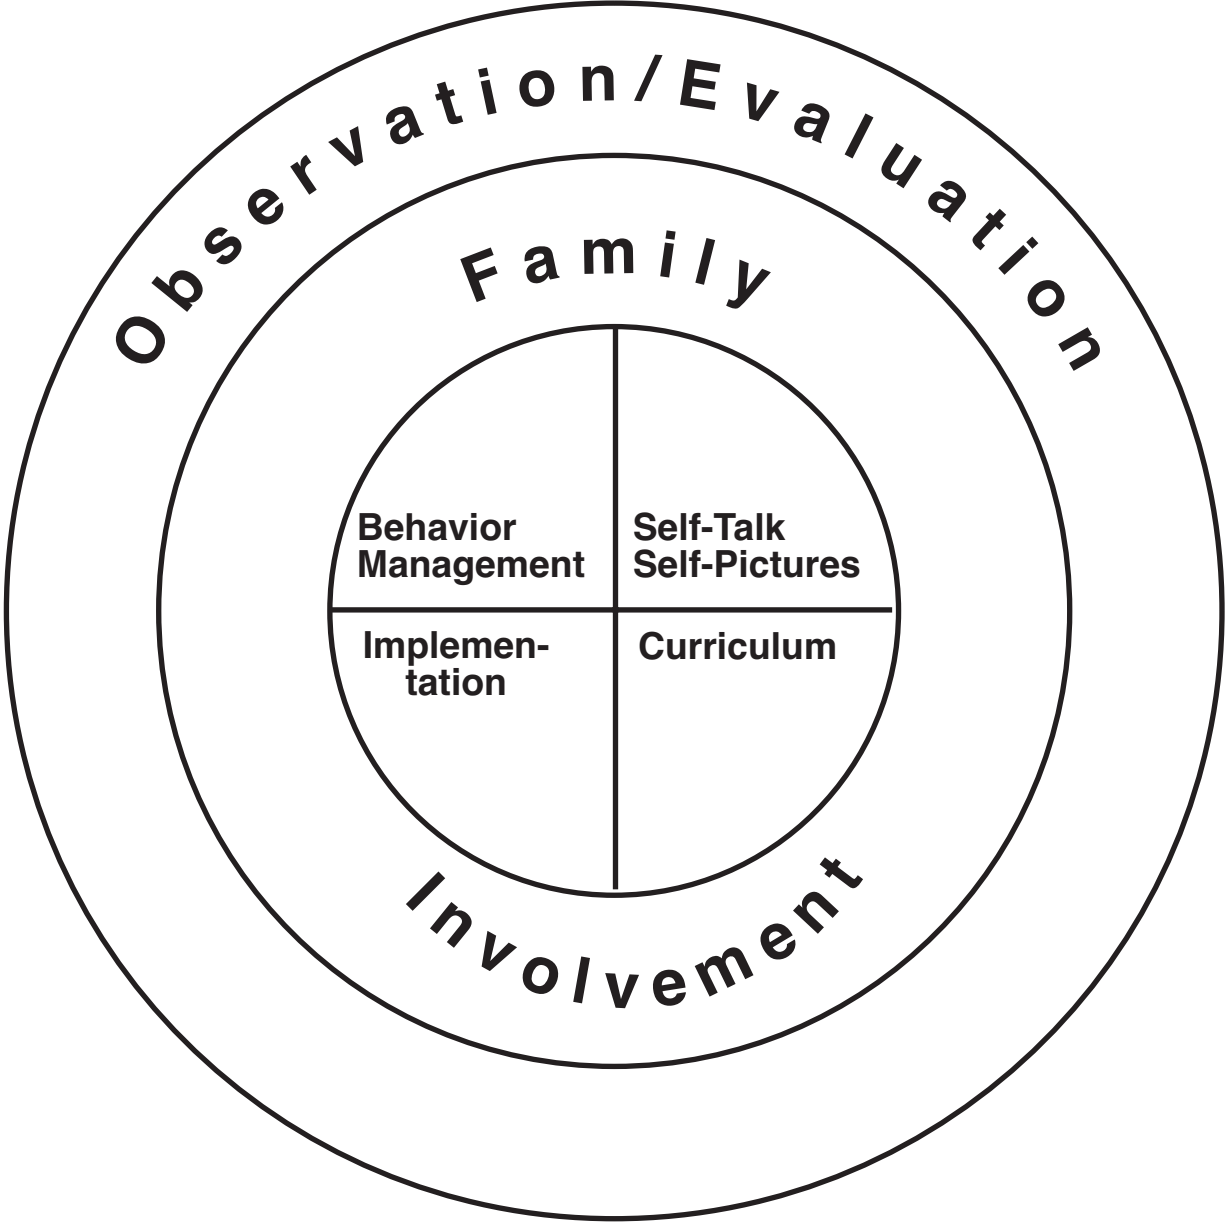 Observation/Evaluation
Family
Behavior
Management
Self-Talk
Self-Pictures
Implemen-
tation
Curriculum
Involvement